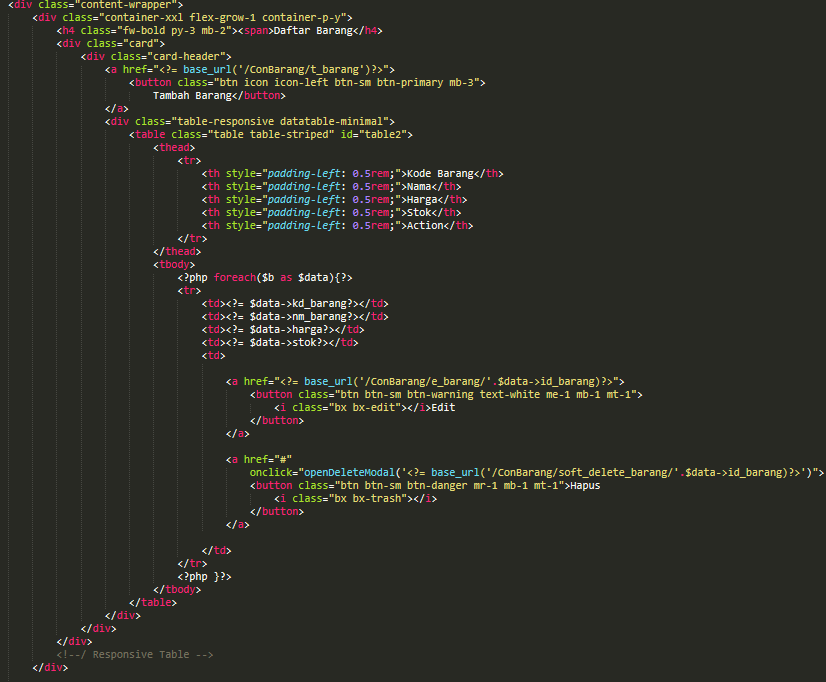 <div class="content-wrapper">
<div class="container-xxl flex-grow-1 container-p-y">
<h4 class="fw-bold py-3 mb-2"><span>Daftar Barang</h4>
<div class="card">
<div class="card-header">
<a href="<?= base_url('/ConBarang/t_barang')?>">
<button class="btn icon icon-left btn-sm btn-primary mb-3">
Tambah Barang</button>
</a>
<div class="table-responsive datatable-minimal">
<table class="table table-striped" id="table2">
<thead>
<tr>
<th style="padding-left: 0.5rem;">Kode Barang</th>
<th style="padding-left: 0.5rem;">Nama</th>
<th style="padding-left: 0.5rem;">Harga</th>
<th style="padding-left: 0.5rem;">Stok</th>
<th style="padding-left: 0.5rem;">Action</th>
</tr>
</thead>
<tbody>
<?php foreach($b as $data){?>
<tr>
<td><?= $data->kd_barang?></td>
<td><?= $data->nm_barang?></td>
<td><?= $data->harga?></td>
<td><?= $data->stok?></td>
<td>
<a href="<?= base_url('/ConBarang/e_barang/'.$data->id_barang)?>">
<button class="btn btn-sm btn-warning text-white me-1 mb-1 mt-1">
<i class="bx bx-edit"></i>Edit
</button>
</a>
<a href="#"
onclick="openDeleteModal('<?= base_url('/ConBarang/soft_delete_barang/'.$data->id_barang)?>')">
<button class="btn btn-sm btn-danger mr-1 mb-1 mt-1">Hapus
<i class="bx bx-trash"></i>
</button>
</a>
</td>
</tr>
<?php }?>
</tbody>
</table>
</div>
</div>
</div>
<!--/ Responsive Table -->
</div>